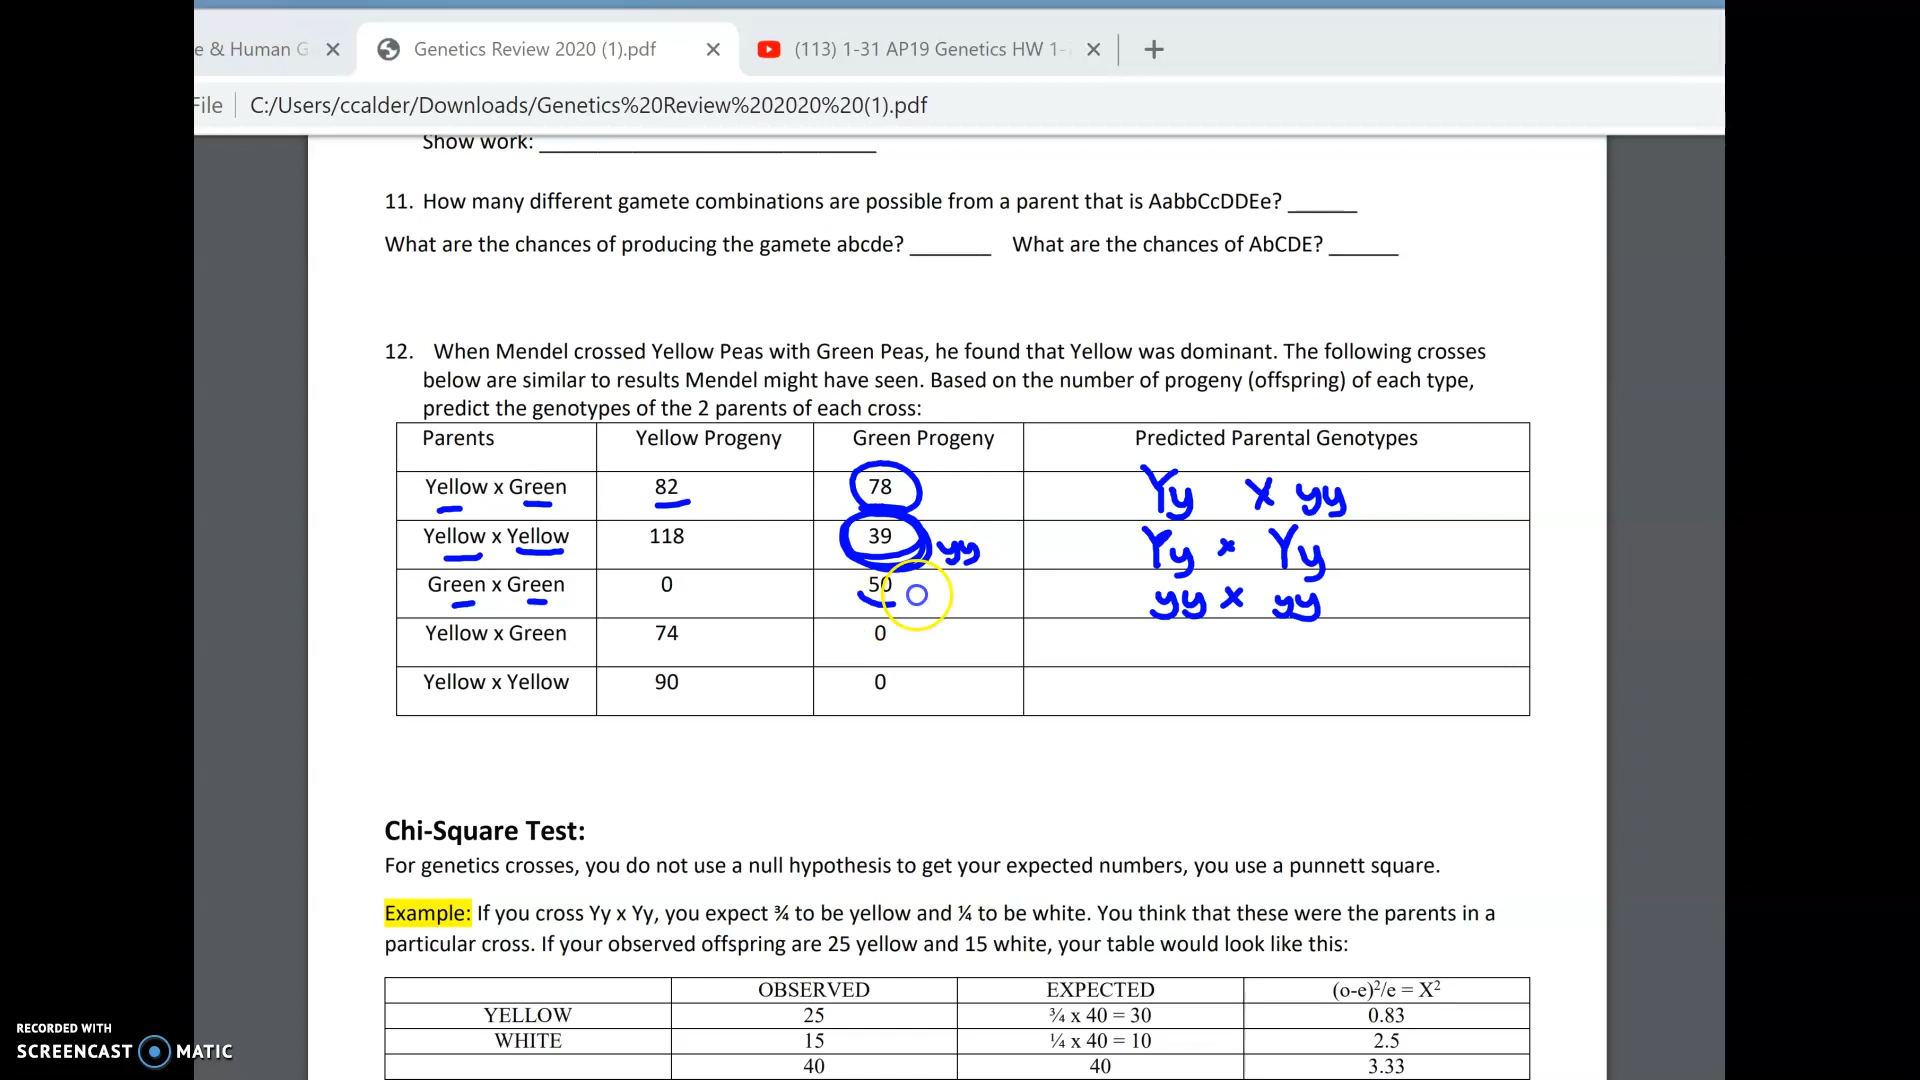 e & Human G
Genetics Review 2020 (1).pdf
(113) 1-31 AP19 Genetics HW 1-
File C:/Users/ccalder/Downloads/Genetics%20Review%202020%20(1).pdf
Show work: ____________________________
11. How many different gamete combinations are possible from a parent that is AabbCcDDEe? ______
What are the chances of producing the gamete abcde? _______ What are the chances of AbCDE? ______
12. When Mendel crossed Yellow Peas with Green Peas, he found that Yellow was dominant. The following crosses
below are similar to results Mendel might have seen. Based on the number of progeny (offspring) of each type,
predict the genotypes of the 2 parents of each cross:
Parents Yellow Progeny Green Progeny Predicted Parental Genotypes
Yellow x Green 82 78 Yy X yy
Yellow x Yellow 118 39 yy Yy x Yy
Green x Green 0 50 yy x yy
Yellow x Green 74 0
Yellow x Yellow 90 0
Chi-Square Test:
For genetics crosses, you do not use a null hypothesis to get your expected numbers, you use a punnett square.
Example: If you cross Yy x Yy, you expect ¾ to be yellow and ¼ to be white. You think that these were the parents in a
particular cross. If your observed offspring are 25 yellow and 15 white, your table would look like this:
OBSERVED EXPECTED (o-e)²/e = X²
YELLOW 25 ¾ x 40 = 30 0.83
WHITE 15 ¼ x 40 = 10 2.5
40 40 3.33
RECORDED WITH
SCREENCAST MATIC